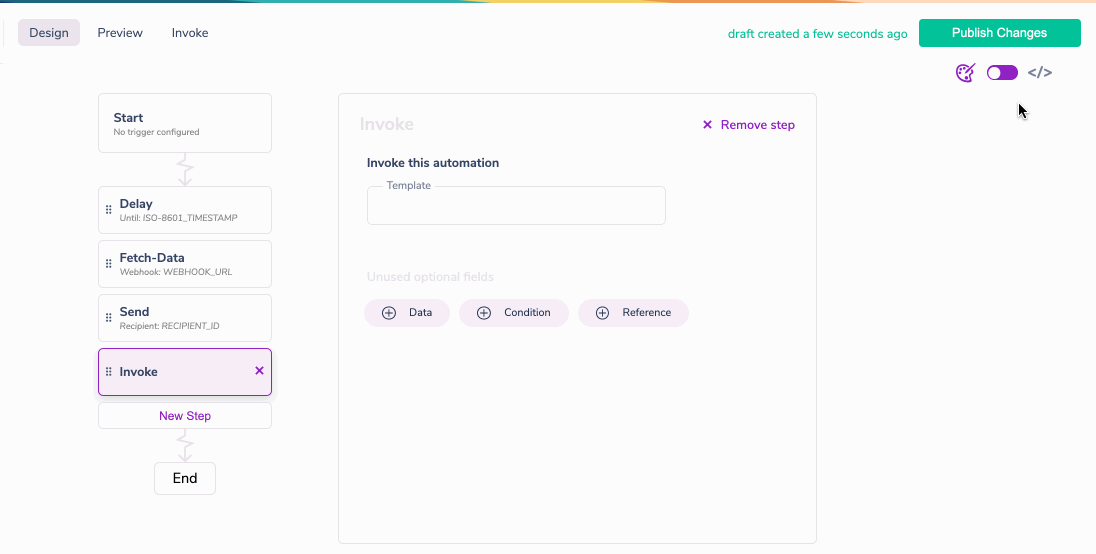 Design Preview Invoke draft created a few seconds ago Publish Changes
</>
Start
No trigger configured
Delay
Until: ISO-8601_TIMESTAMP
Fetch-Data
Webhook: WEBHOOK_URL
Send
Recipient: RECIPIENT_ID
Invoke ×
New Step
End
Invoke × Remove step
Invoke this automation
Template
Unused optional fields
Data Condition Reference